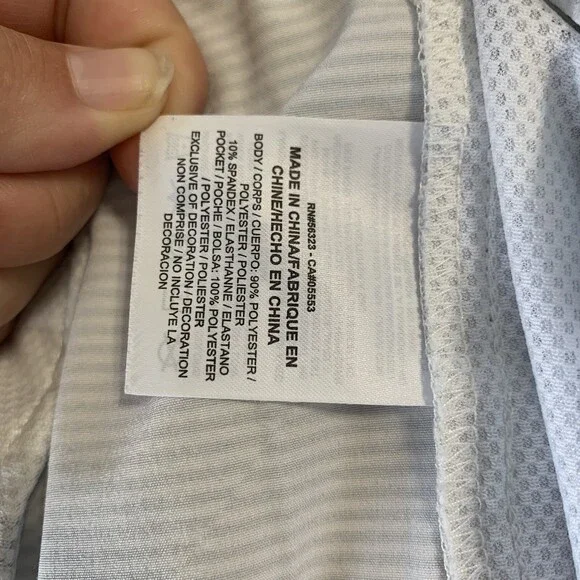 RN#56323 - CA#05553
MADE IN CHINA/FABRIQUE EN
CHINE/HECHO EN CHINA
BODY / CORPS / CUERPO: 90% POLYESTER /
POLYESTER / POLIESTER
10% SPANDEX / ELASTHANNE / ELASTANO
POCKET / POCHE / BOLSA: 100% POLYESTER
/ POLYESTER / POLIESTER
EXCLUSIVE OF DECORATION / DECORATION
NON COMPRISE / NO INCLUYE LA
DECORACION